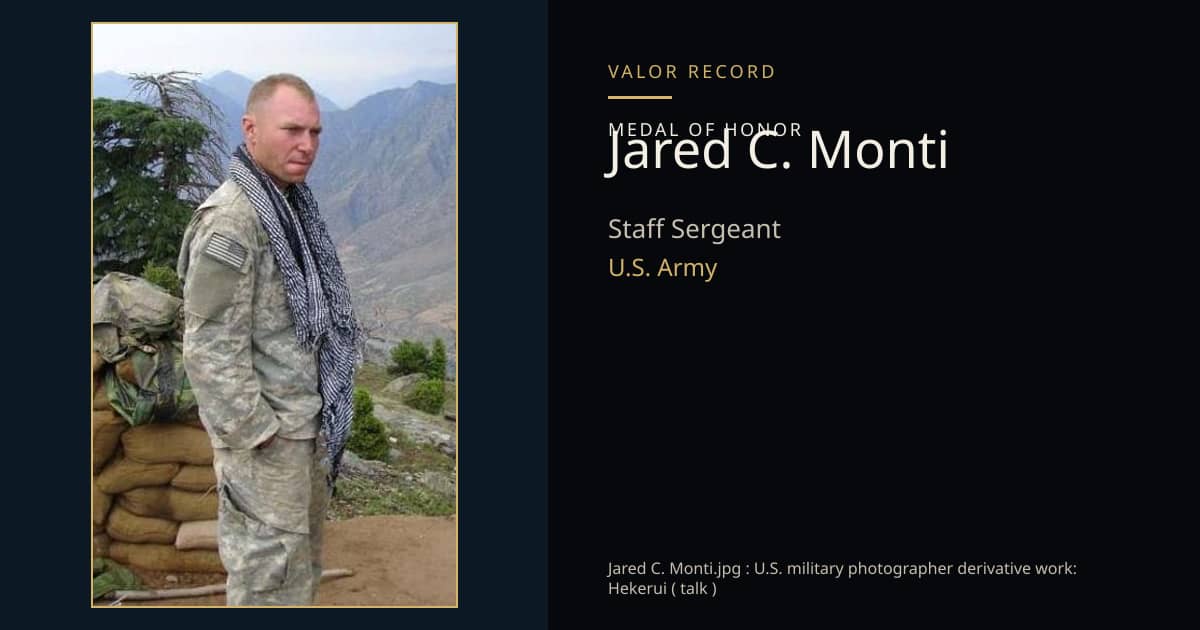 VALOR RECORD
MEDAL OF HONOR
Jared C. Monti
Staff Sergeant
U.S. Army
Jared C. Monti.jpg : U.S. military photographer derivative work:
Hekerui ( talk )